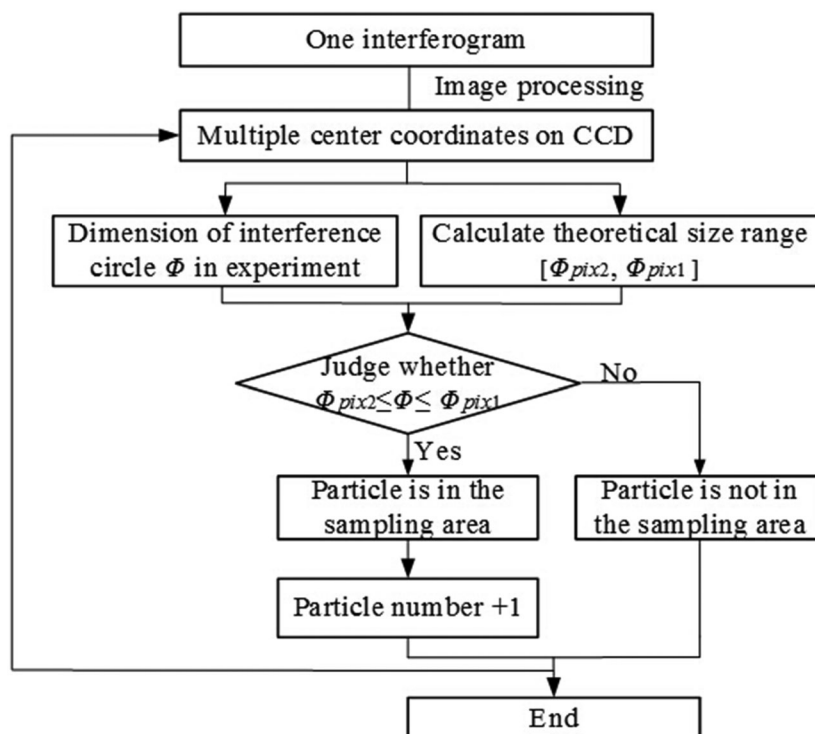 One interferogram
Image processing
Multiple center coordinates on CCD
Dimension of interference
circle Φ in experiment
Calculate theoretical size range
[Φpix2, Φpix1]
Judge whether
Φpix2≤Φ≤ Φpix1
No
Yes
Particle is in the
sampling area
Particle is not in
the sampling area
Particle number +1
End